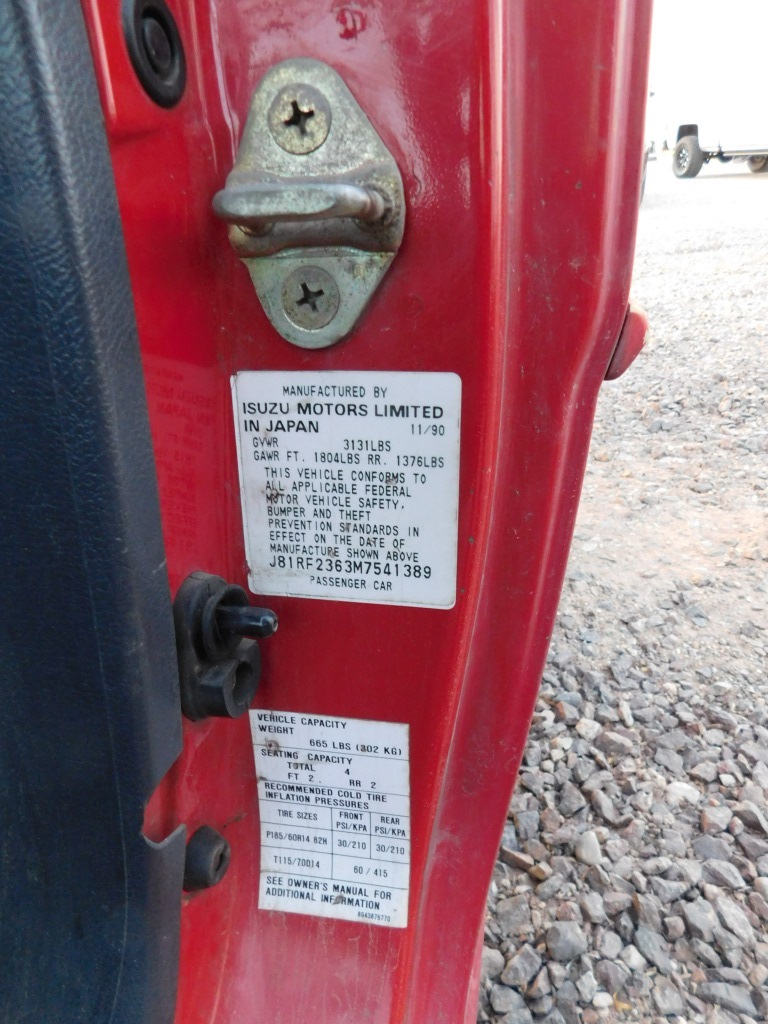 MANUFACTURED BY
ISUZU MOTORS LIMITED
IN JAPAN 11/90
GVWR 3131LBS
GAWR FT. 1804LBS RR. 1376LBS
THIS VEHICLE CONFORMS TO
ALL APPLICABLE FEDERAL
MOTOR VEHICLE SAFETY,
BUMPER AND THEFT
PREVENTION STANDARDS IN
EFFECT ON THE DATE OF
MANUFACTURE SHOWN ABOVE
J81RF2363M7541389
PASSENGER CAR
VEHICLE CAPACITY
WEIGHT
665 LBS (302 KG)
SEATING CAPACITY
TOTAL 4
FT 2. RR 2
RECOMMENDED COLD TIRE
INFLATION PRESSURES
TIRE SIZES FRONT PSI/KPA REAR PSI/KPA
P185/60R14 82H 30/210 30/210
T115/70D14 60 / 415
SEE OWNER'S MANUAL FOR
ADDITIONAL INFORMATION
8943876770